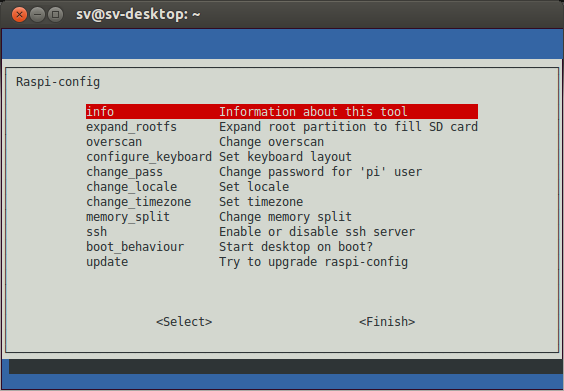 sv@sv-desktop: ~
Raspi-config
info Information about this tool
expand_rootfs Expand root partition to fill SD card
overscan Change overscan
configure_keyboard Set keyboard layout
change_pass Change password for 'pi' user
change_locale Set locale
change_timezone Set timezone
memory_split Change memory split
ssh Enable or disable ssh server
boot_behaviour Start desktop on boot?
update Try to upgrade raspi-config
<Select> <Finish>